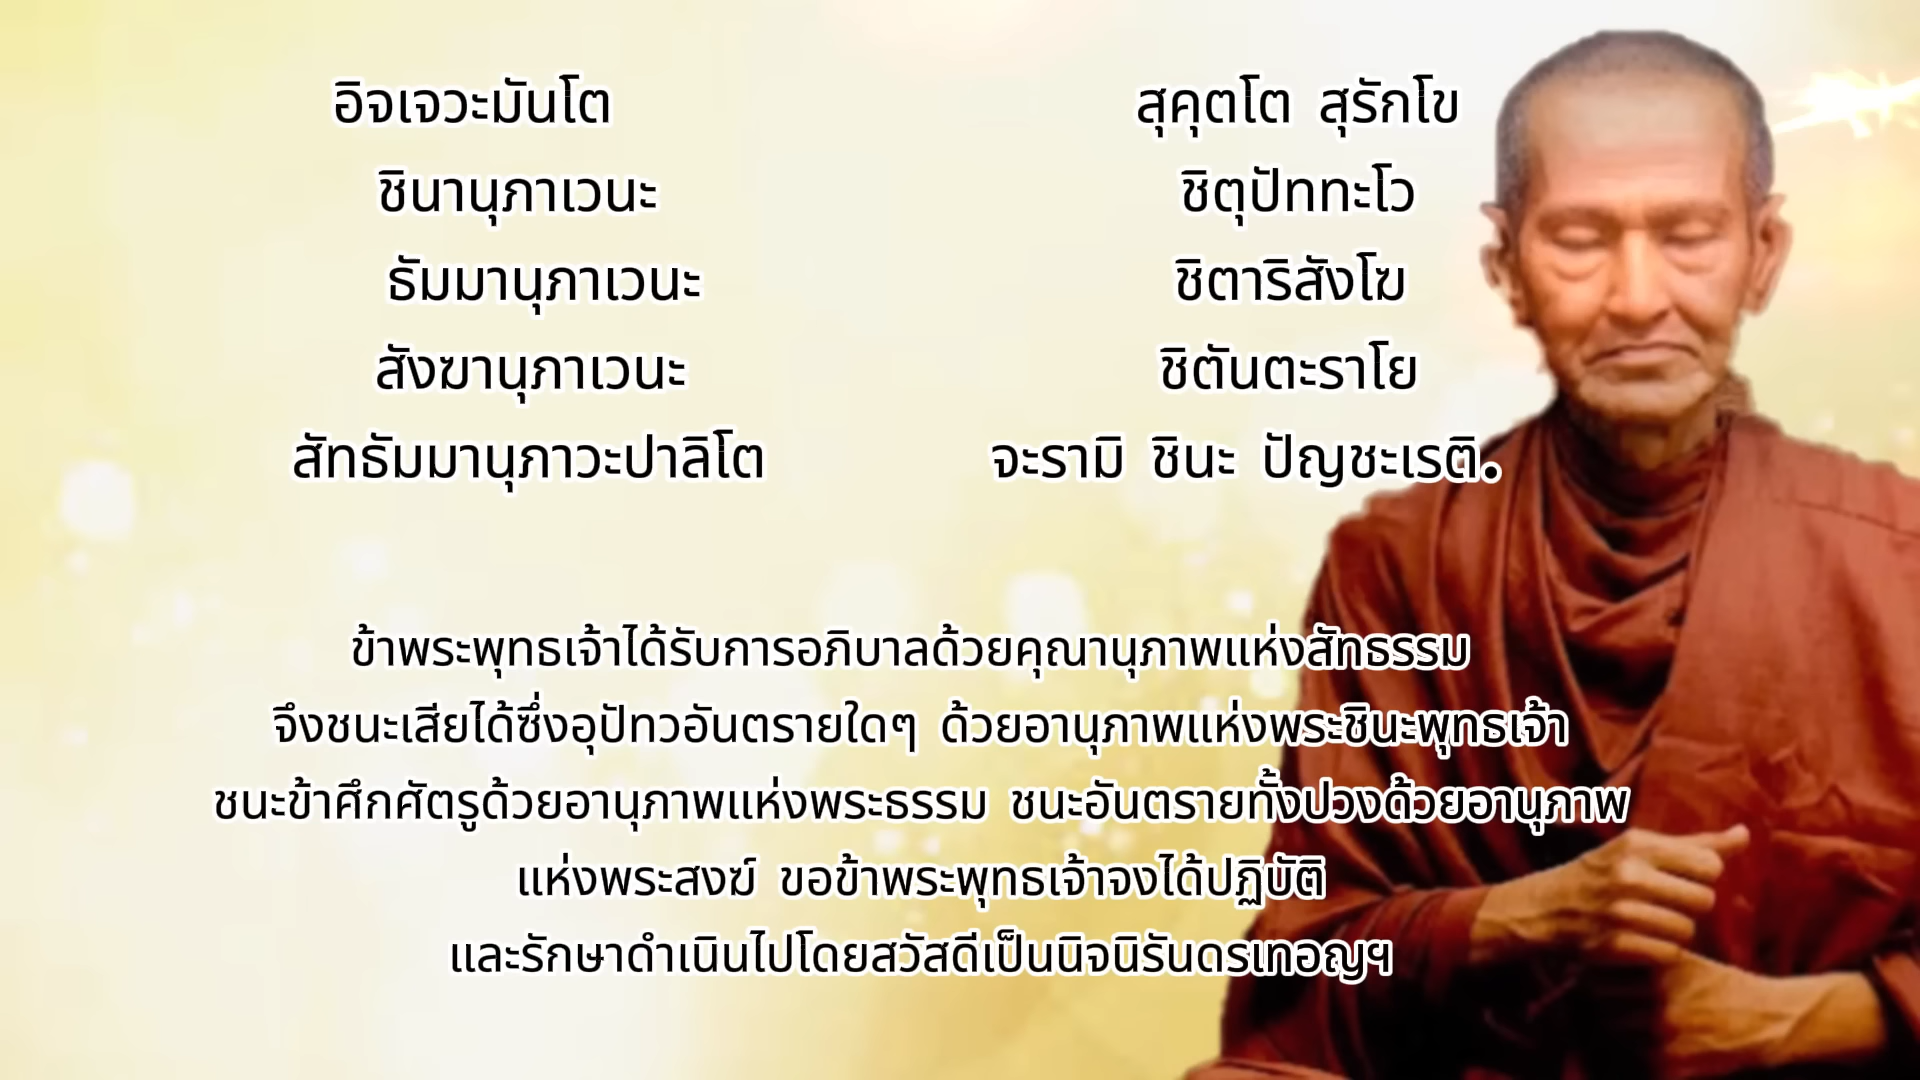 อิจเจวะมันโต สุคุตโต สุรักโข
ชินานุภาเวนะ ชิตุปัททะโว
ธัมมานุภาเวนะ ชิตาริสังโฆ
สังฆานุภาเวนะ ชิตันตะราโย
สัทธัมมานุภาวะปาลิโต จะรามิ ชินะ ปัญชะเรติ.
ข้าพระพุทธเจ้าได้รับการอภิบาลด้วยคุณานุภาพแห่งสัทธรรม
จึงชนะเสียได้ซึ่งอุปัทวอันตรายใดๆ ด้วยอานุภาพแห่งพระชินะพุทธเจ้า
ชนะข้าศึกศัตรูด้วยอานุภาพแห่งพระธรรม ชนะอันตรายทั้งปวงด้วยอานุภาพ
แห่งพระสงฆ์ ขอข้าพระพุทธเจ้าจงได้ปฏิบัติ
และรักษาดำเนินไปโดยสวัสดีเป็นนิจนิรันดรเทอญฯ